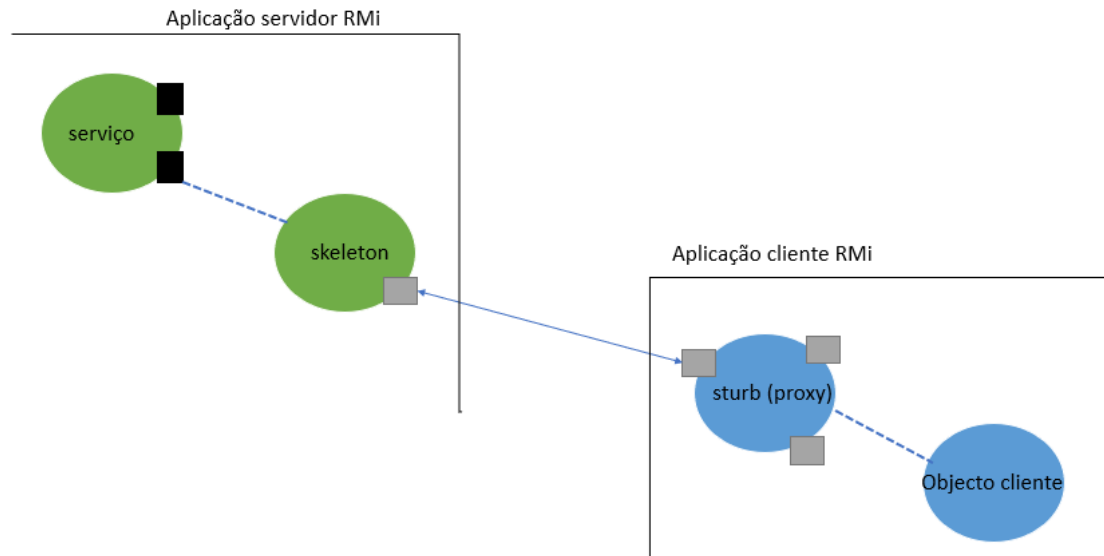 Aplicação servidor RMi
serviço
skeleton
Aplicação cliente RMi
sturb (proxy)
Objecto cliente